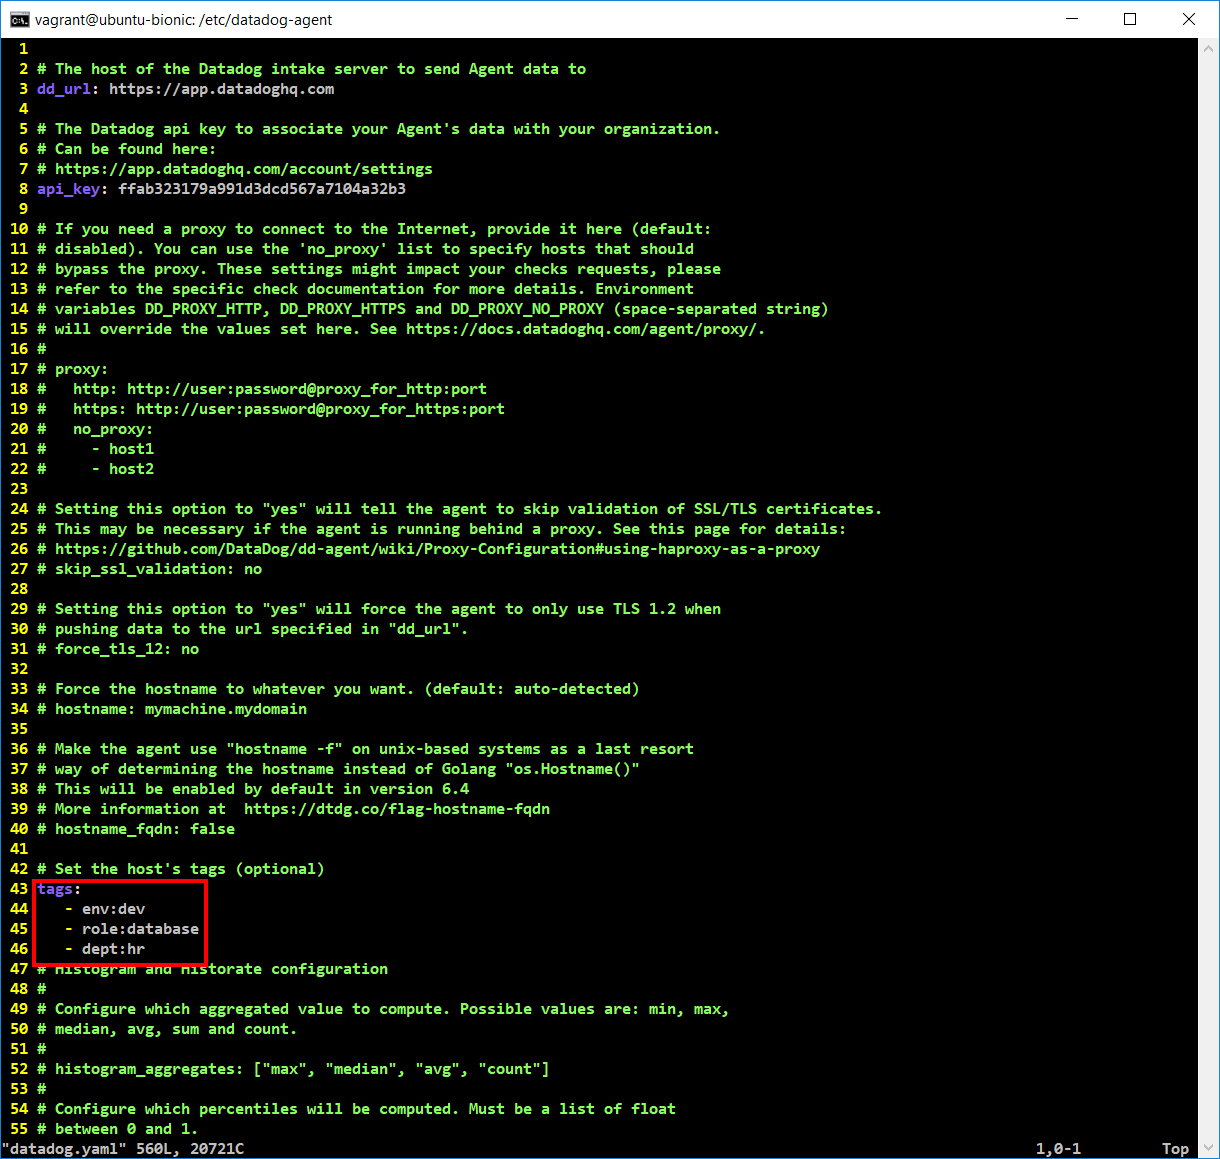 vagrant@ubuntu-bionic: /etc/datadog-agent
1
2 # The host of the Datadog intake server to send Agent data to
3 dd_url: https://app.datadoghq.com
4
5 # The Datadog api key to associate your Agent's data with your organization.
6 # Can be found here:
7 # https://app.datadoghq.com/account/settings
8 api_key: ffab323179a991d3dcd567a7104a32b3
9
10 # If you need a proxy to connect to the Internet, provide it here (default:
11 # disabled). You can use the 'no_proxy' list to specify hosts that should
12 # bypass the proxy. These settings might impact your checks requests, please
13 # refer to the specific check documentation for more details. Environment
14 # variables DD_PROXY_HTTP, DD_PROXY_HTTPS and DD_PROXY_NO_PROXY (space-separated string)
15 # will override the values set here. See https://docs.datadoghq.com/agent/proxy/.
16 #
17 # proxy:
18 #   http: http://user:password@proxy_for_http:port
19 #   https: http://user:password@proxy_for_https:port
20 #   no_proxy:
21 #     - host1
22 #     - host2
23
24 # Setting this option to "yes" will tell the agent to skip validation of SSL/TLS certificates.
25 # This may be necessary if the agent is running behind a proxy. See this page for details:
26 # https://github.com/DataDog/dd-agent/wiki/Proxy-Configuration#using-haproxy-as-a-proxy
27 # skip_ssl_validation: no
28
29 # Setting this option to "yes" will force the agent to only use TLS 1.2 when
30 # pushing data to the url specified in "dd_url".
31 # force_tls_12: no
32
33 # Force the hostname to whatever you want. (default: auto-detected)
34 # hostname: mymachine.mydomain
35
36 # Make the agent use "hostname -f" on unix-based systems as a last resort
37 # way of determining the hostname instead of Golang "os.Hostname()"
38 # This will be enabled by default in version 6.4
39 # More information at  https://dtdg.co/flag-hostname-fqdn
40 # hostname_fqdn: false
41
42 # Set the host's tags (optional)
43 tags:
44    - env:dev
45    - role:database
46    - dept:hr
47 # Histogram and Historate configuration
48 #
49 # Configure which aggregated value to compute. Possible values are: min, max,
50 # median, avg, sum and count.
51 #
52 # histogram_aggregates: ["max", "median", "avg", "count"]
53 #
54 # Configure which percentiles will be computed. Must be a list of float
55 # between 0 and 1.
"datadog.yaml" 560L, 20721C 1,0-1 Top